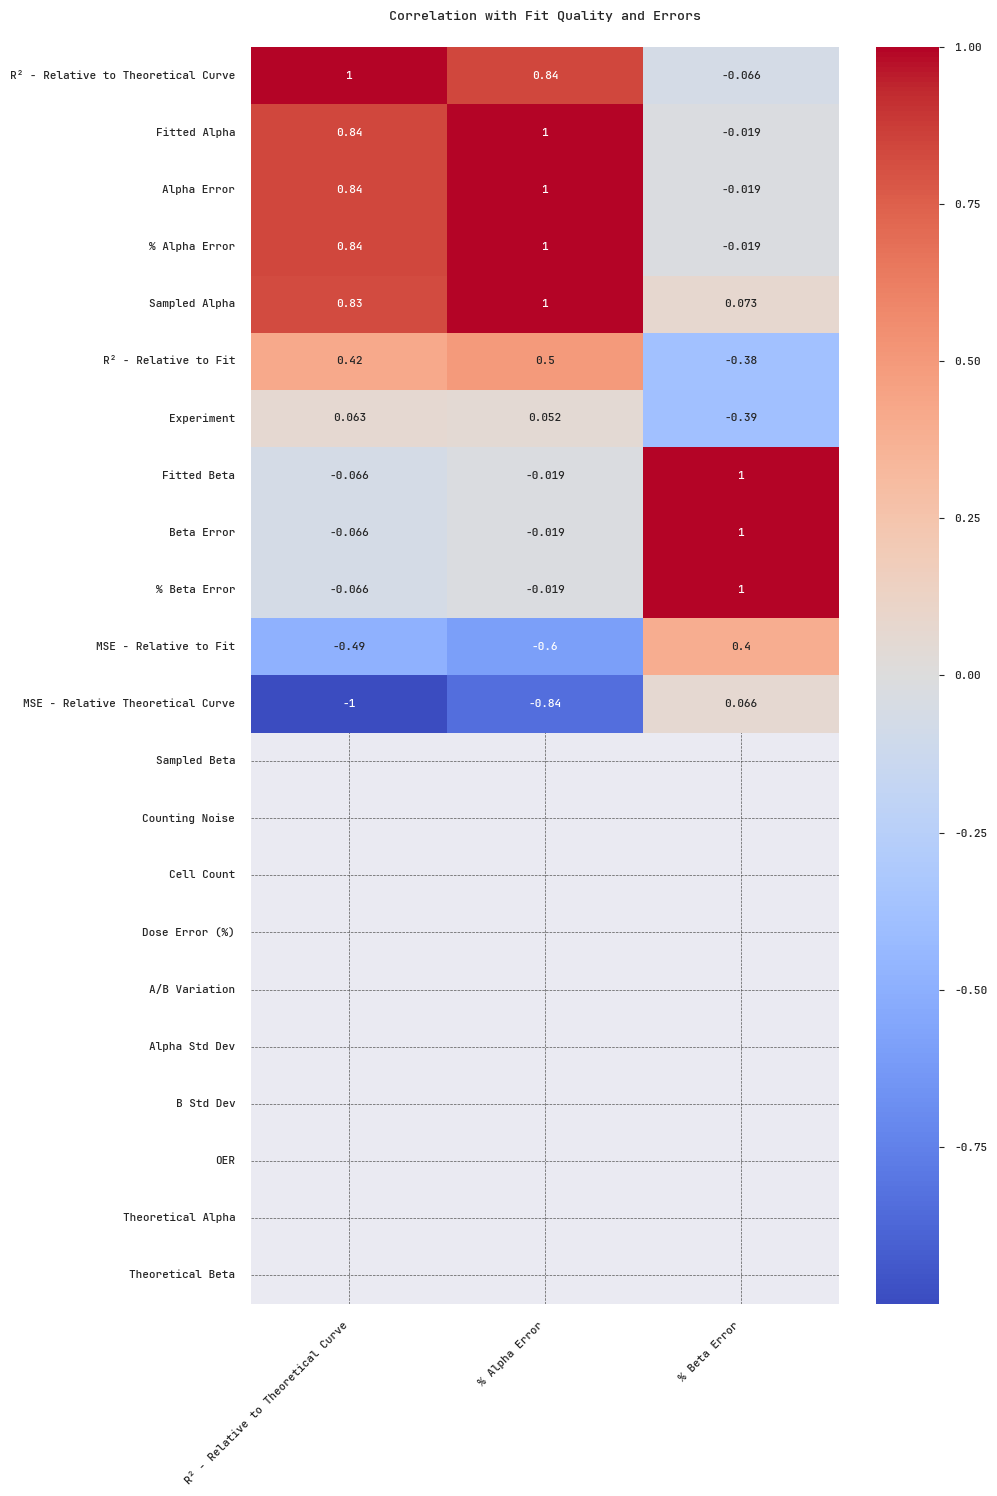 Correlation with Fit Quality and Errors
R² - Relative to Theoretical Curve 1 0.84 -0.066
Fitted Alpha 0.84 1 -0.019
Alpha Error 0.84 1 -0.019
% Alpha Error 0.84 1 -0.019
Sampled Alpha 0.83 1 0.073
R² - Relative to Fit 0.42 0.5 -0.38
Experiment 0.063 0.052 -0.39
Fitted Beta -0.066 -0.019 1
Beta Error -0.066 -0.019 1
% Beta Error -0.066 -0.019 1
MSE - Relative to Fit -0.49 -0.6 0.4
MSE - Relative Theoretical Curve -1 -0.84 0.066
Sampled Beta
Counting Noise
Cell Count
Dose Error (%)
A/B Variation
Alpha Std Dev
B Std Dev
OER
Theoretical Alpha
Theoretical Beta
R² - Relative to Theoretical Curve
% Alpha Error
% Beta Error
1.00
0.75
0.50
0.25
0.00
-0.25
-0.50
-0.75